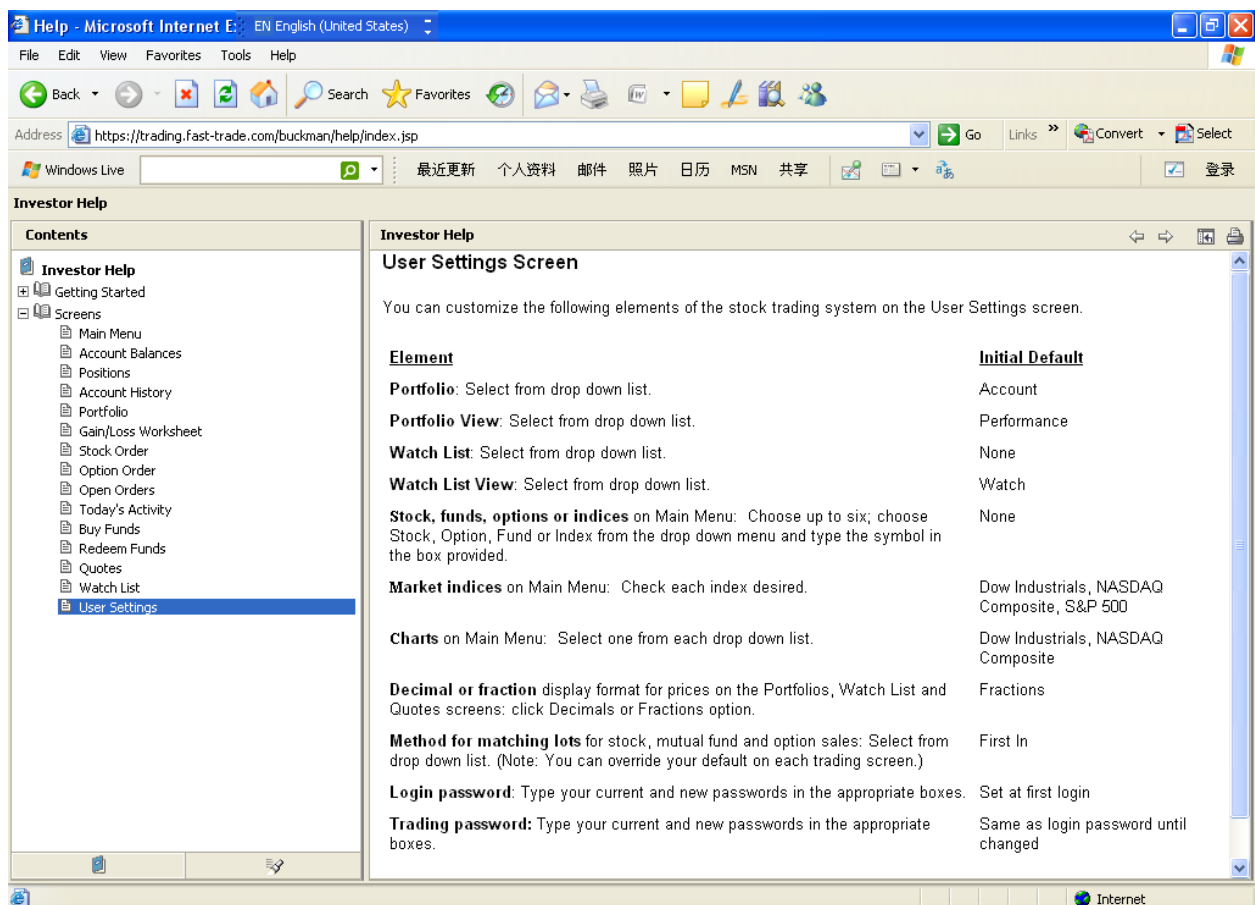 Help - Microsoft Internet E: EN English (United States)
File Edit View Favorites Tools Help
Back Search Favorites
Address https://trading.fast-trade.com/buckman/help/index.jsp Go Links » Convert Select
Windows Live 最近更新 个人资料 邮件 照片 日历 MSN 共享 登录
Investor Help
Contents
Investor Help
Getting Started
Screens
Main Menu
Account Balances
Positions
Account History
Portfolio
Gain/Loss Worksheet
Stock Order
Option Order
Open Orders
Today's Activity
Buy Funds
Redeem Funds
Quotes
Watch List
User Settings
Investor Help
User Settings Screen
You can customize the following elements of the stock trading system on the User Settings screen.
Element Initial Default
Portfolio: Select from drop down list. Account
Portfolio View: Select from drop down list. Performance
Watch List: Select from drop down list. None
Watch List View: Select from drop down list. Watch
Stock, funds, options or indices on Main Menu: Choose up to six; choose None
Stock, Option, Fund or Index from the drop down menu and type the symbol in
the box provided.
Market indices on Main Menu: Check each index desired. Dow Industrials, NASDAQ
Composite, S&P 500
Charts on Main Menu: Select one from each drop down list. Dow Industrials, NASDAQ
Composite
Decimal or fraction display format for prices on the Portfolios, Watch List and Fractions
Quotes screens: click Decimals or Fractions option.
Method for matching lots for stock, mutual fund and option sales: Select from First In
drop down list. (Note: You can override your default on each trading screen.)
Login password: Type your current and new passwords in the appropriate boxes. Set at first login
Trading password: Type your current and new passwords in the appropriate Same as login password until
boxes. changed
Internet